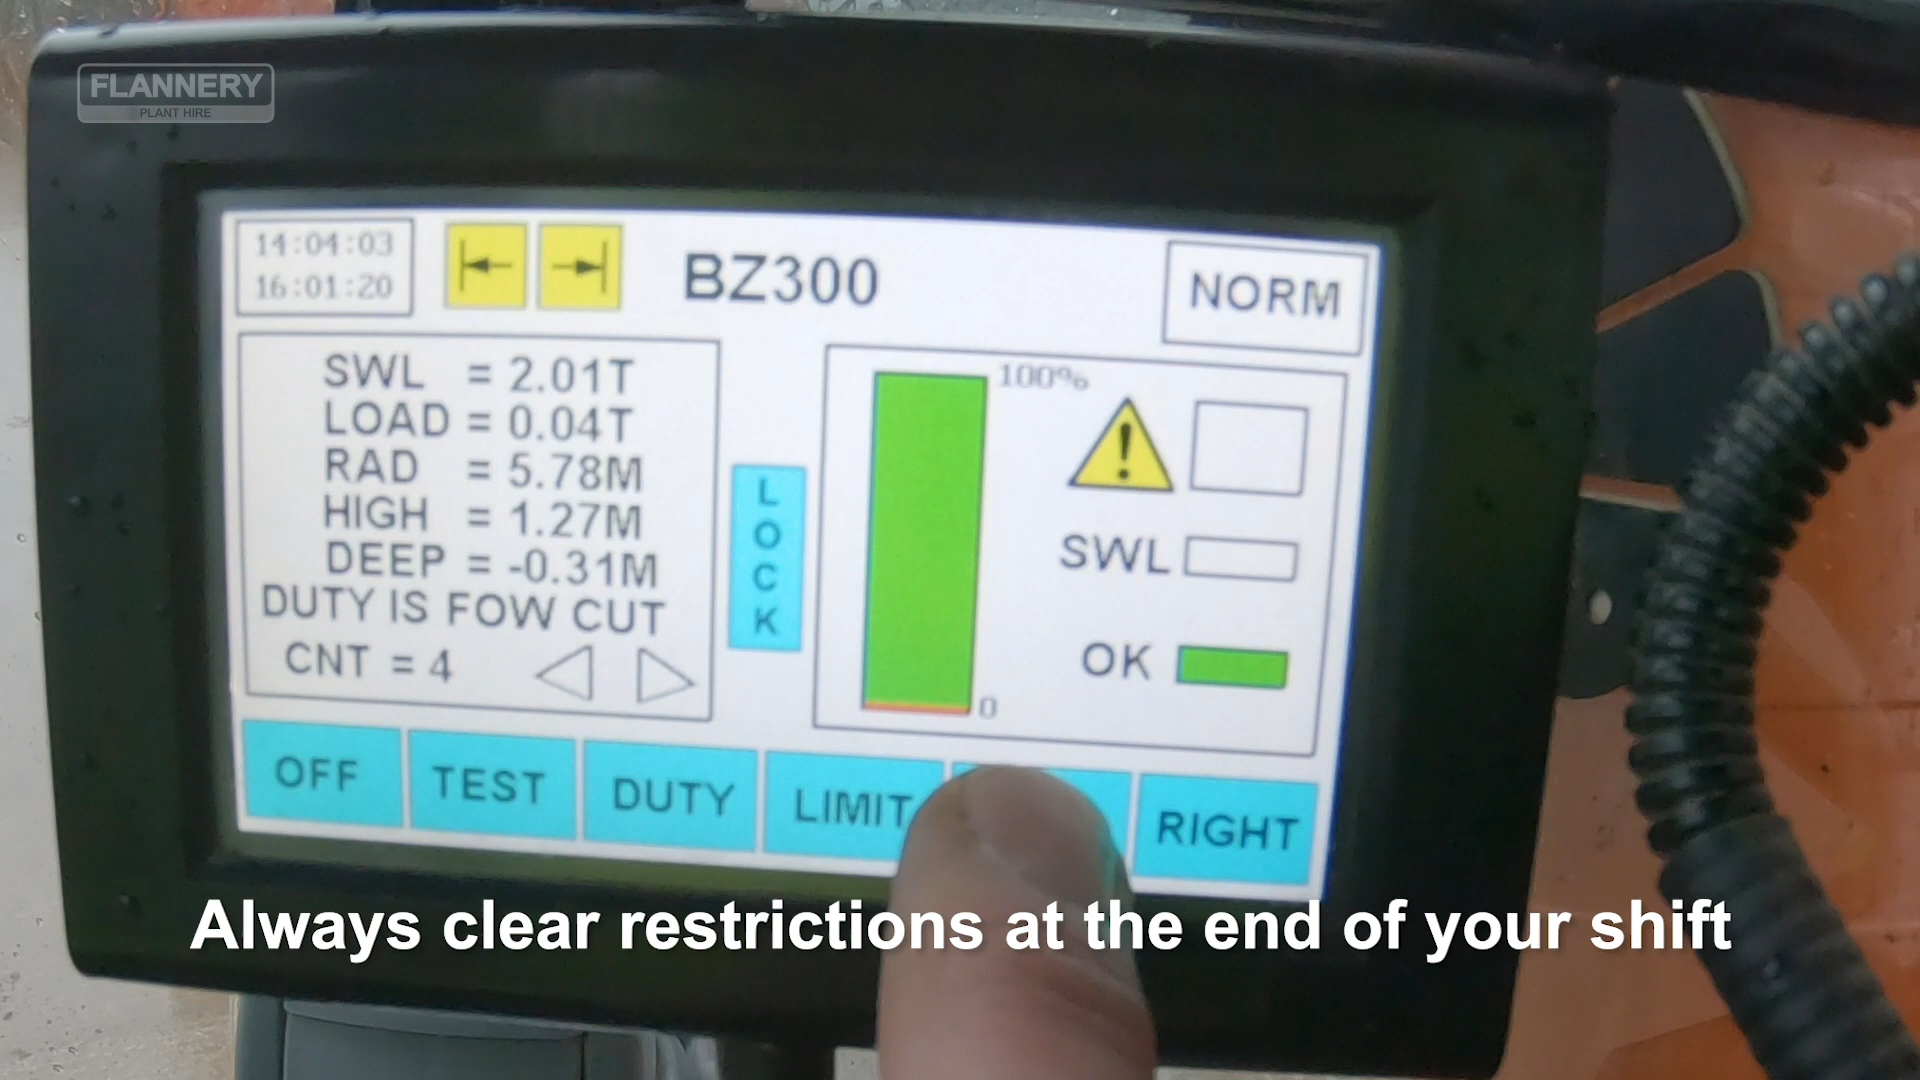 FLANNERY
PLANT HIRE
14:04:03
16:01:20
BZ300
NORM
SWL = 2.01T
LOAD = 0.04T
RAD = 5.78M
HIGH = 1.27M
DEEP = -0.31M
DUTY IS FOW CUT
CNT = 4
LOCK
100%
0
SWL
OK
OFF
TEST
DUTY
LIMIT
RIGHT
Always clear restrictions at the end of your shift